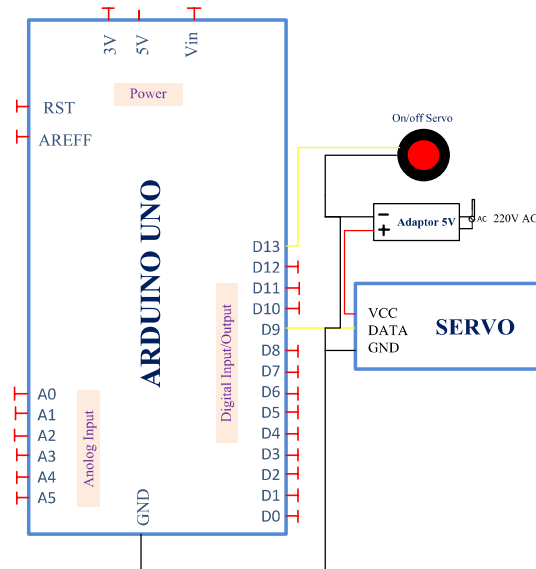 3V
5V
Vin
Power
RST
AREFF
ARDUINO UNO
On/off Servo
−
+
Adaptor 5V
AC
220V AC
D13
D12
D11
D10
D9
D8
D7
D6
D5
D4
D3
D2
D1
D0
Digital Input/Output
VCC
DATA
GND
SERVO
A0
A1
A2
A3
A4
A5
Anolog Input
GND